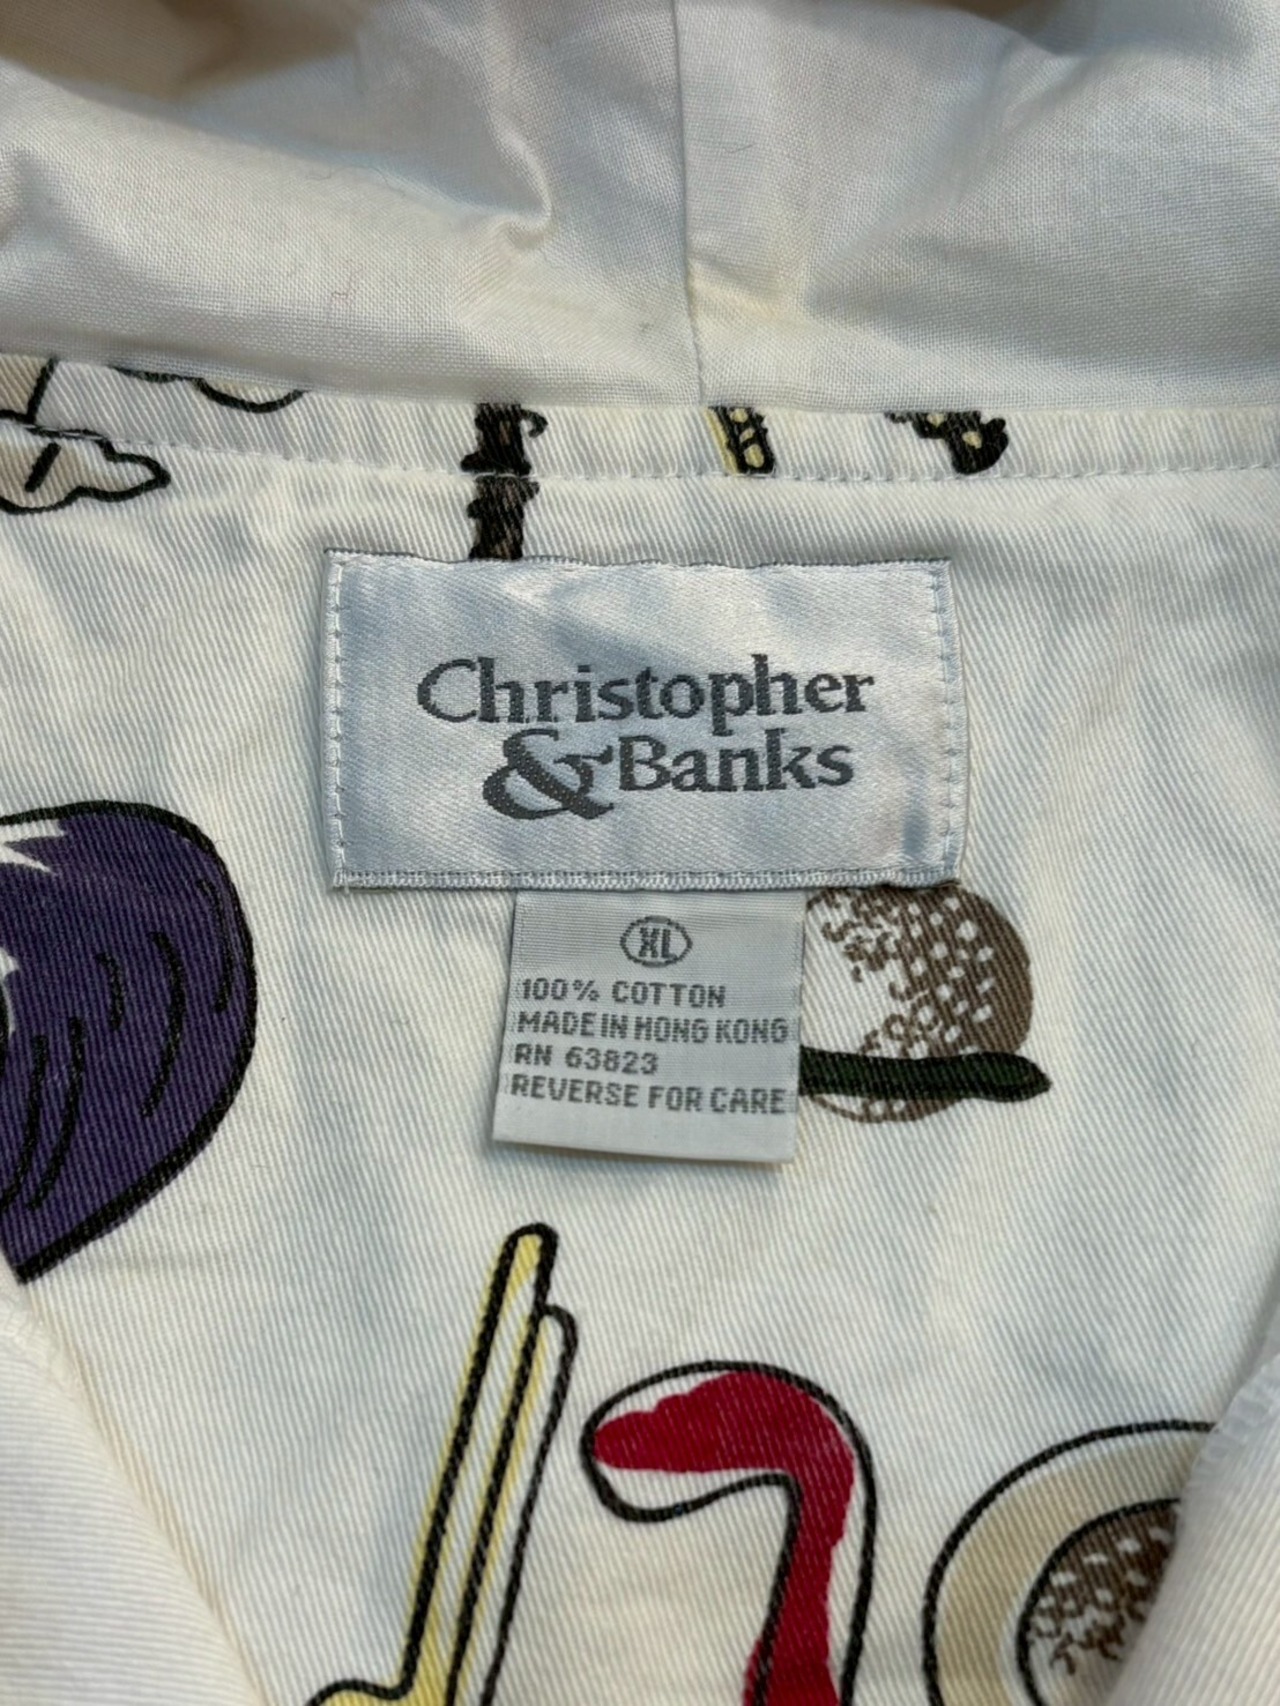 Christopher
& Banks
XL
100% COTTON
MADE IN HONG KONG
RN 63823
REVERSE FOR CARE